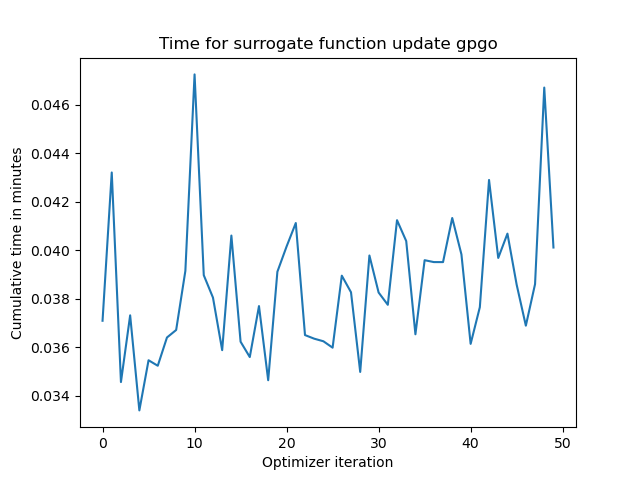 Time for surrogate function update gpgo
Cumulative time in minutes
0.046
0.044
0.042
0.040
0.038
0.036
0.034
0 10 20 30 40 50
Optimizer iteration